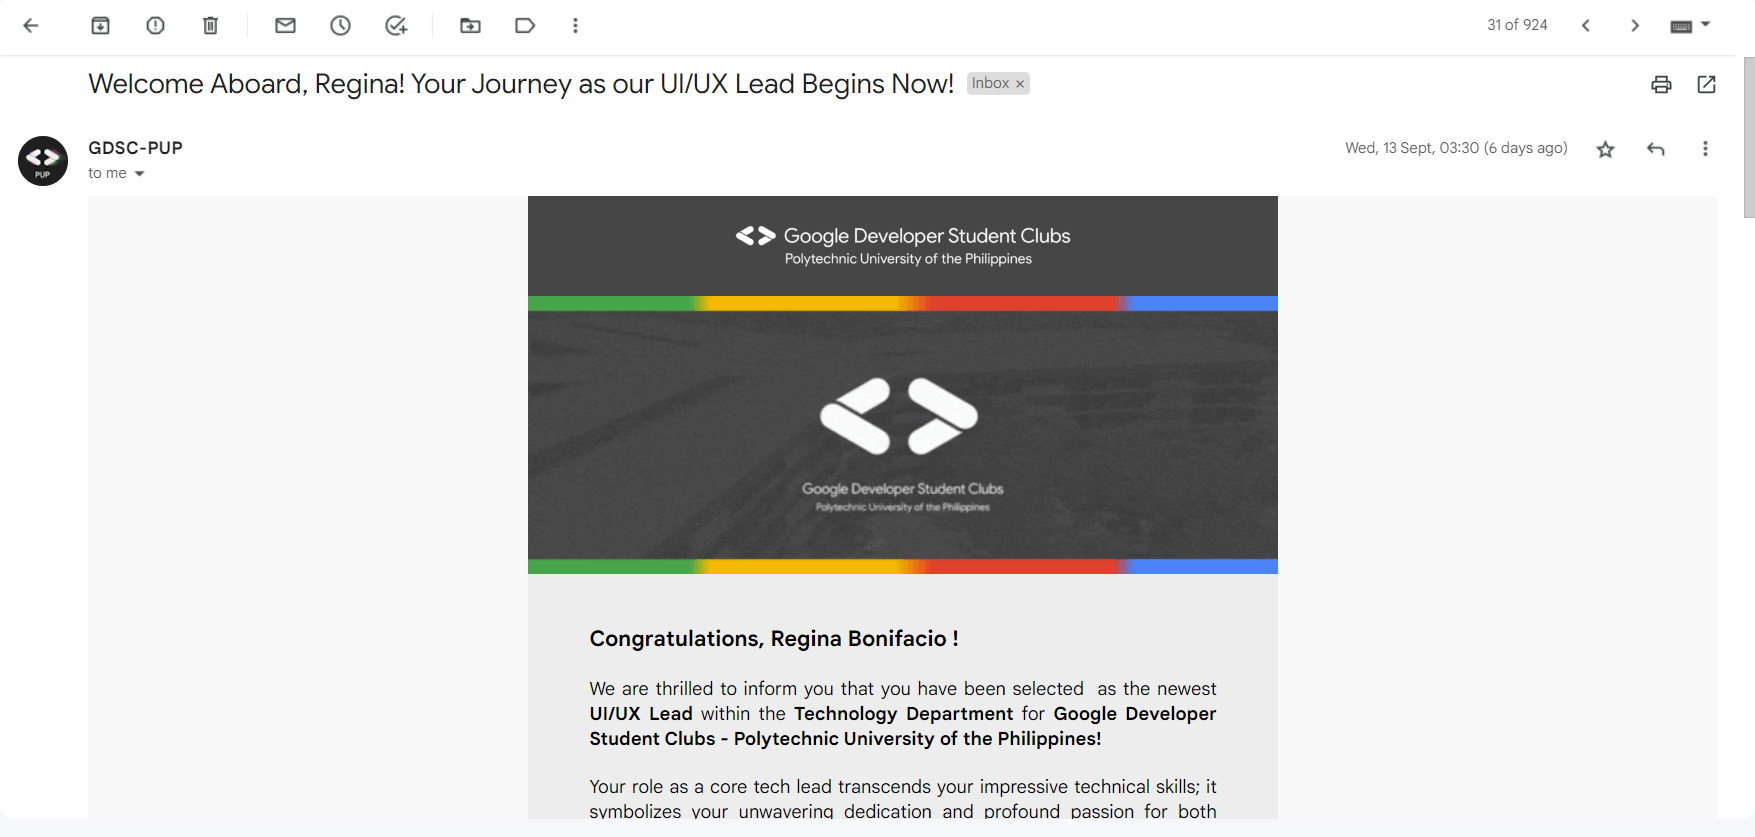 31 of 924
Welcome Aboard, Regina! Your Journey as our UI/UX Lead Begins Now! Inbox ×
GDSC-PUP
Wed, 13 Sept, 03:30 (6 days ago)
PUP
to me
Google Developer Student Clubs
Polytechnic University of the Philippines
Google Developer Student Clubs
Polytechnic University of the Philippines
Congratulations, Regina Bonifacio !
We are thrilled to inform you that you have been selected as the newest
UI/UX Lead within the Technology Department for Google Developer
Student Clubs - Polytechnic University of the Philippines!
Your role as a core tech lead transcends your impressive technical skills; it
symbolizes your unwavering dedication and profound passion for both